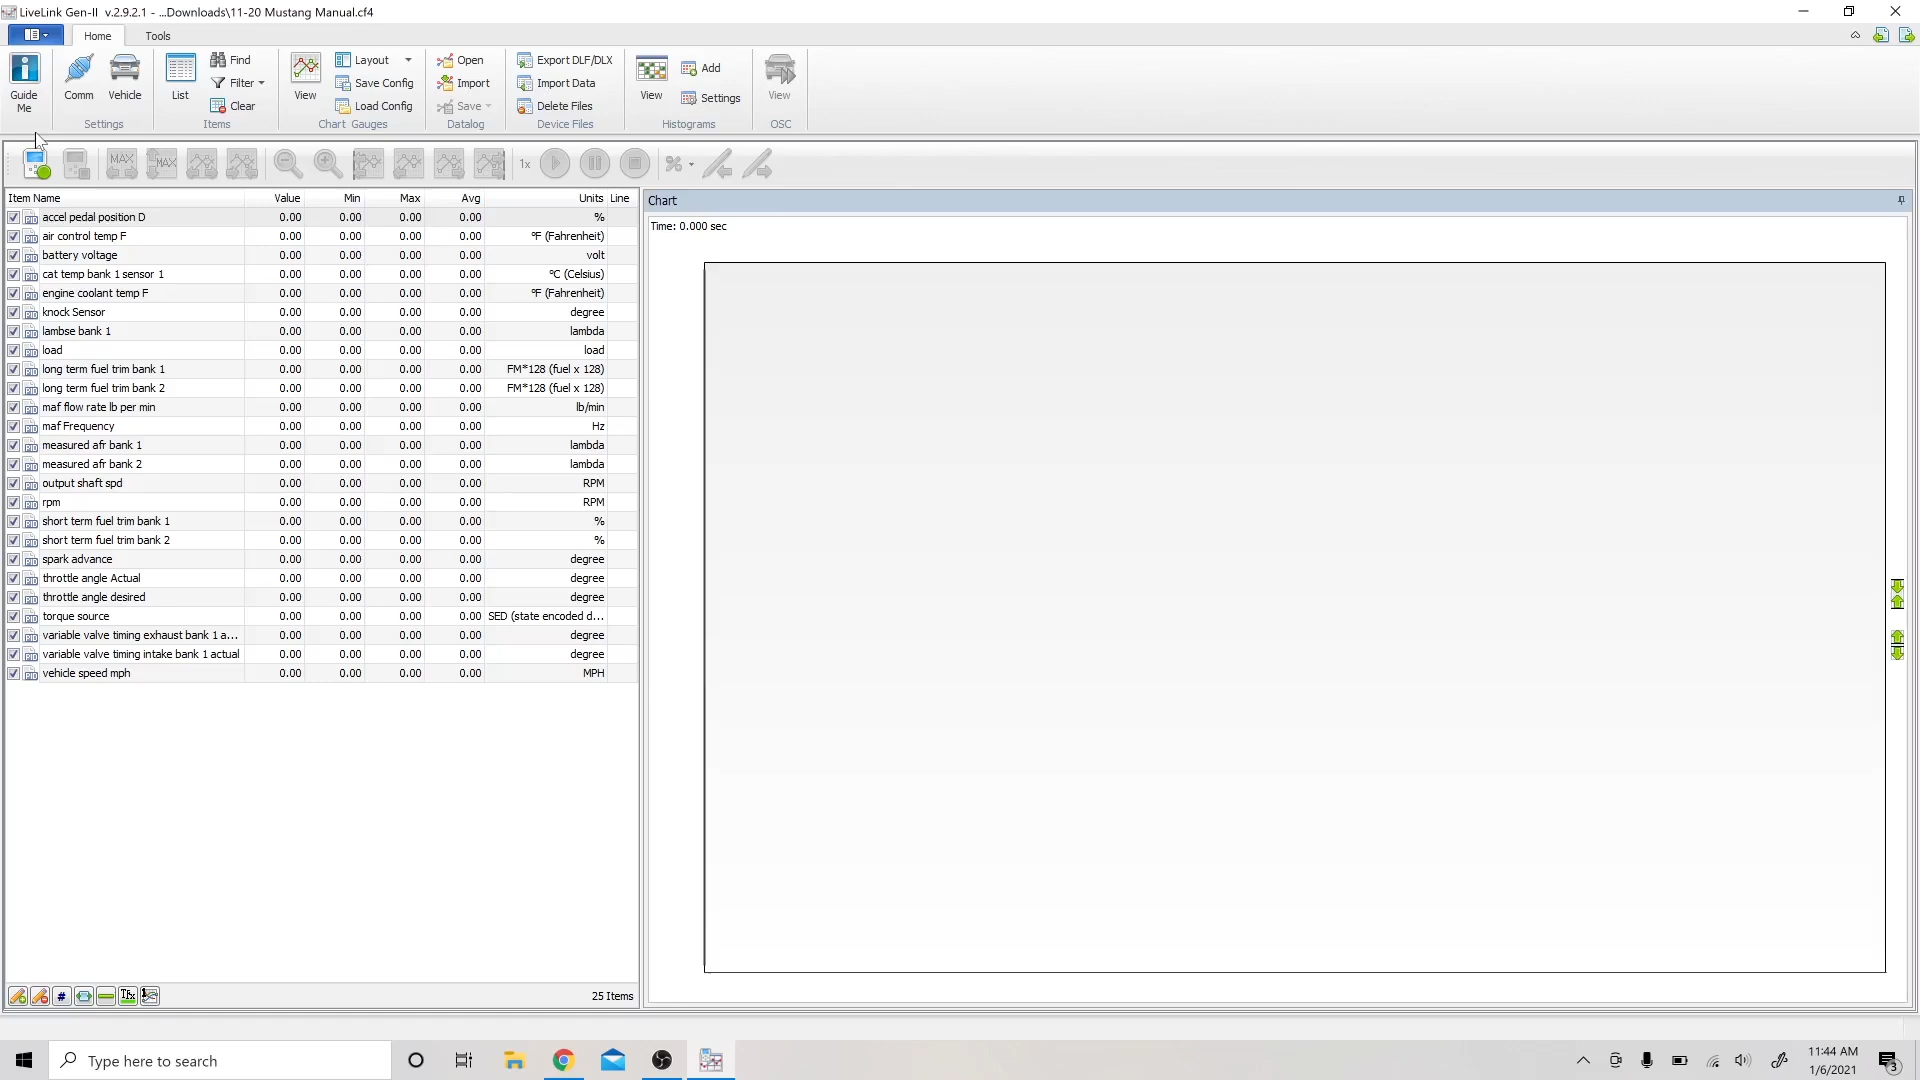 LiveLink Gen-II v.2.9.2.1 - ...Downloads\11-20 Mustang Manual.cf4
Home Tools
Guide Me
Comm Vehicle
Settings
List Find Filter Clear
Items
View Layout Save Config Load Config
Chart Gauges
Open Import Save
Datalog
Export DLF/DLX Import Data Delete Files
Device Files
View Add Settings
Histograms
View
OSC
MAX MAX 1x %
Item Name Value Min Max Avg Units Line
accel pedal position D 0.00 0.00 0.00 0.00 %
air control temp F 0.00 0.00 0.00 0.00 °F (Fahrenheit)
battery voltage 0.00 0.00 0.00 0.00 volt
cat temp bank 1 sensor 1 0.00 0.00 0.00 0.00 °C (Celsius)
engine coolant temp F 0.00 0.00 0.00 0.00 °F (Fahrenheit)
knock Sensor 0.00 0.00 0.00 0.00 degree
lambse bank 1 0.00 0.00 0.00 0.00 lambda
load 0.00 0.00 0.00 0.00 load
long term fuel trim bank 1 0.00 0.00 0.00 0.00 FM*128 (fuel x 128)
long term fuel trim bank 2 0.00 0.00 0.00 0.00 FM*128 (fuel x 128)
maf flow rate lb per min 0.00 0.00 0.00 0.00 lb/min
maf Frequency 0.00 0.00 0.00 0.00 Hz
measured afr bank 1 0.00 0.00 0.00 0.00 lambda
measured afr bank 2 0.00 0.00 0.00 0.00 lambda
output shaft spd 0.00 0.00 0.00 0.00 RPM
rpm 0.00 0.00 0.00 0.00 RPM
short term fuel trim bank 1 0.00 0.00 0.00 0.00 %
short term fuel trim bank 2 0.00 0.00 0.00 0.00 %
spark advance 0.00 0.00 0.00 0.00 degree
throttle angle Actual 0.00 0.00 0.00 0.00 degree
throttle angle desired 0.00 0.00 0.00 0.00 degree
torque source 0.00 0.00 0.00 0.00 SED (state encoded d...
variable valve timing exhaust bank 1 a... 0.00 0.00 0.00 0.00 degree
variable valve timing intake bank 1 actual 0.00 0.00 0.00 0.00 degree
vehicle speed mph 0.00 0.00 0.00 0.00 MPH
25 Items
Chart
Time: 0.000 sec
Type here to search
11:44 AM
1/6/2021
3